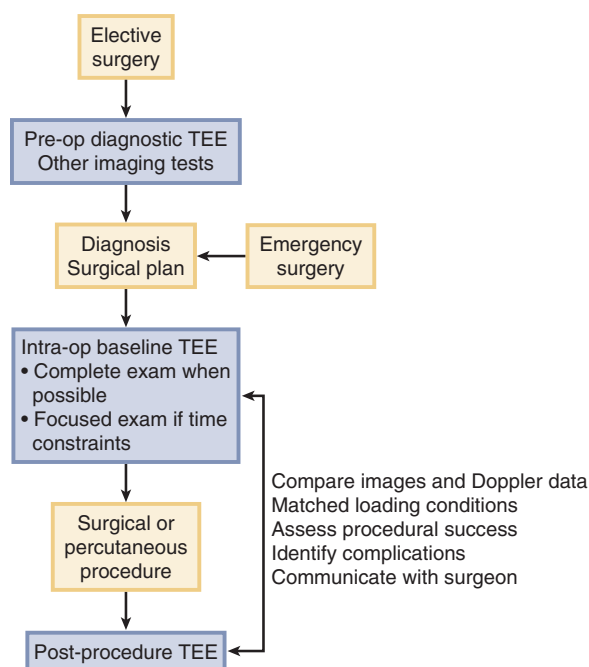 Elective
surgery
Pre-op diagnostic TEE
Other imaging tests
Diagnosis
Surgical plan
Emergency
surgery
Intra-op baseline TEE
• Complete exam when
possible
• Focused exam if time
constraints
Compare images and Doppler data
Matched loading conditions
Assess procedural success
Identify complications
Communicate with surgeon
Surgical or
percutaneous
procedure
Post-procedure TEE